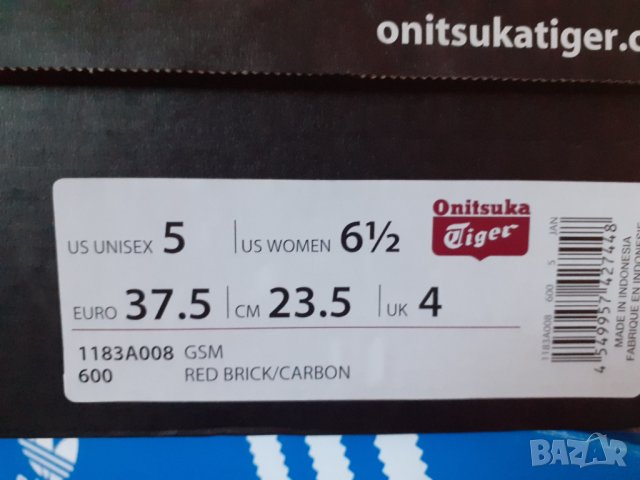 onitsukatiger.c
US UNISEX 5 US WOMEN 6½
Onitsuka
Tiger
EURO 37.5 CM 23.5 UK 4
1183A008 GSM
600 RED BRICK/CARBON
1183A008 600 5 JAN
4 549957 427448
MADE IN INDONESIA
FABRIQUE EN INDONESIE
BAZAR